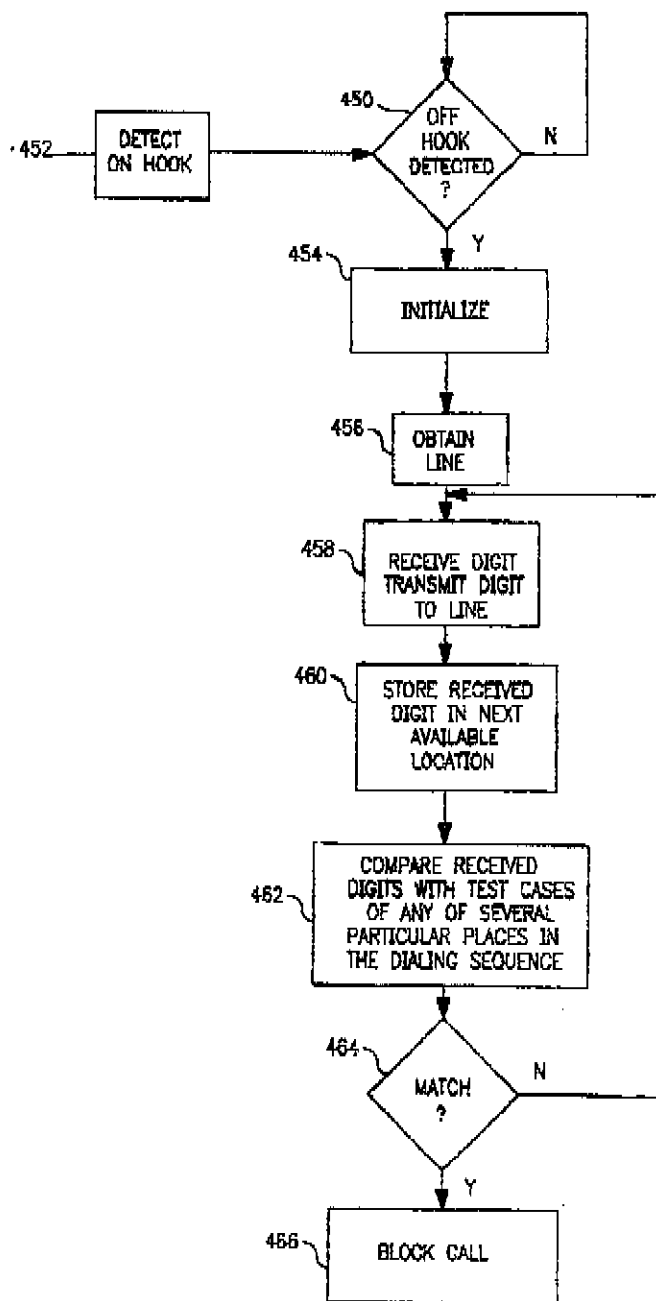 450
OFF
HOOK
DETECTED
?
N
452
DETECT
ON HOOK
Y
454
INITIALIZE
456
OBTAIN
LINE
458
RECEIVE DIGIT
TRANSMIT DIGIT
TO LINE
460
STORE RECEIVED
DIGIT IN NEXT
AVAILABLE
LOCATION
462
COMPARE RECEIVED
DIGITS WITH TEST CASES
OF ANY OF SEVERAL
PARTICULAR PLACES IN
THE DIALING SEQUENCE
464
MATCH
?
N
Y
466
BLOCK CALL